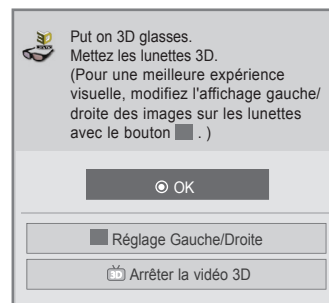 Put on 3D glasses.
Mettez les lunettes 3D.
(Pour une meilleure expérience
visuelle, modifiez l'affichage gauche/
droite des images sur les lunettes
avec le bouton . )
OK
Réglage Gauche/Droite
3D Arrêter la vidéo 3D